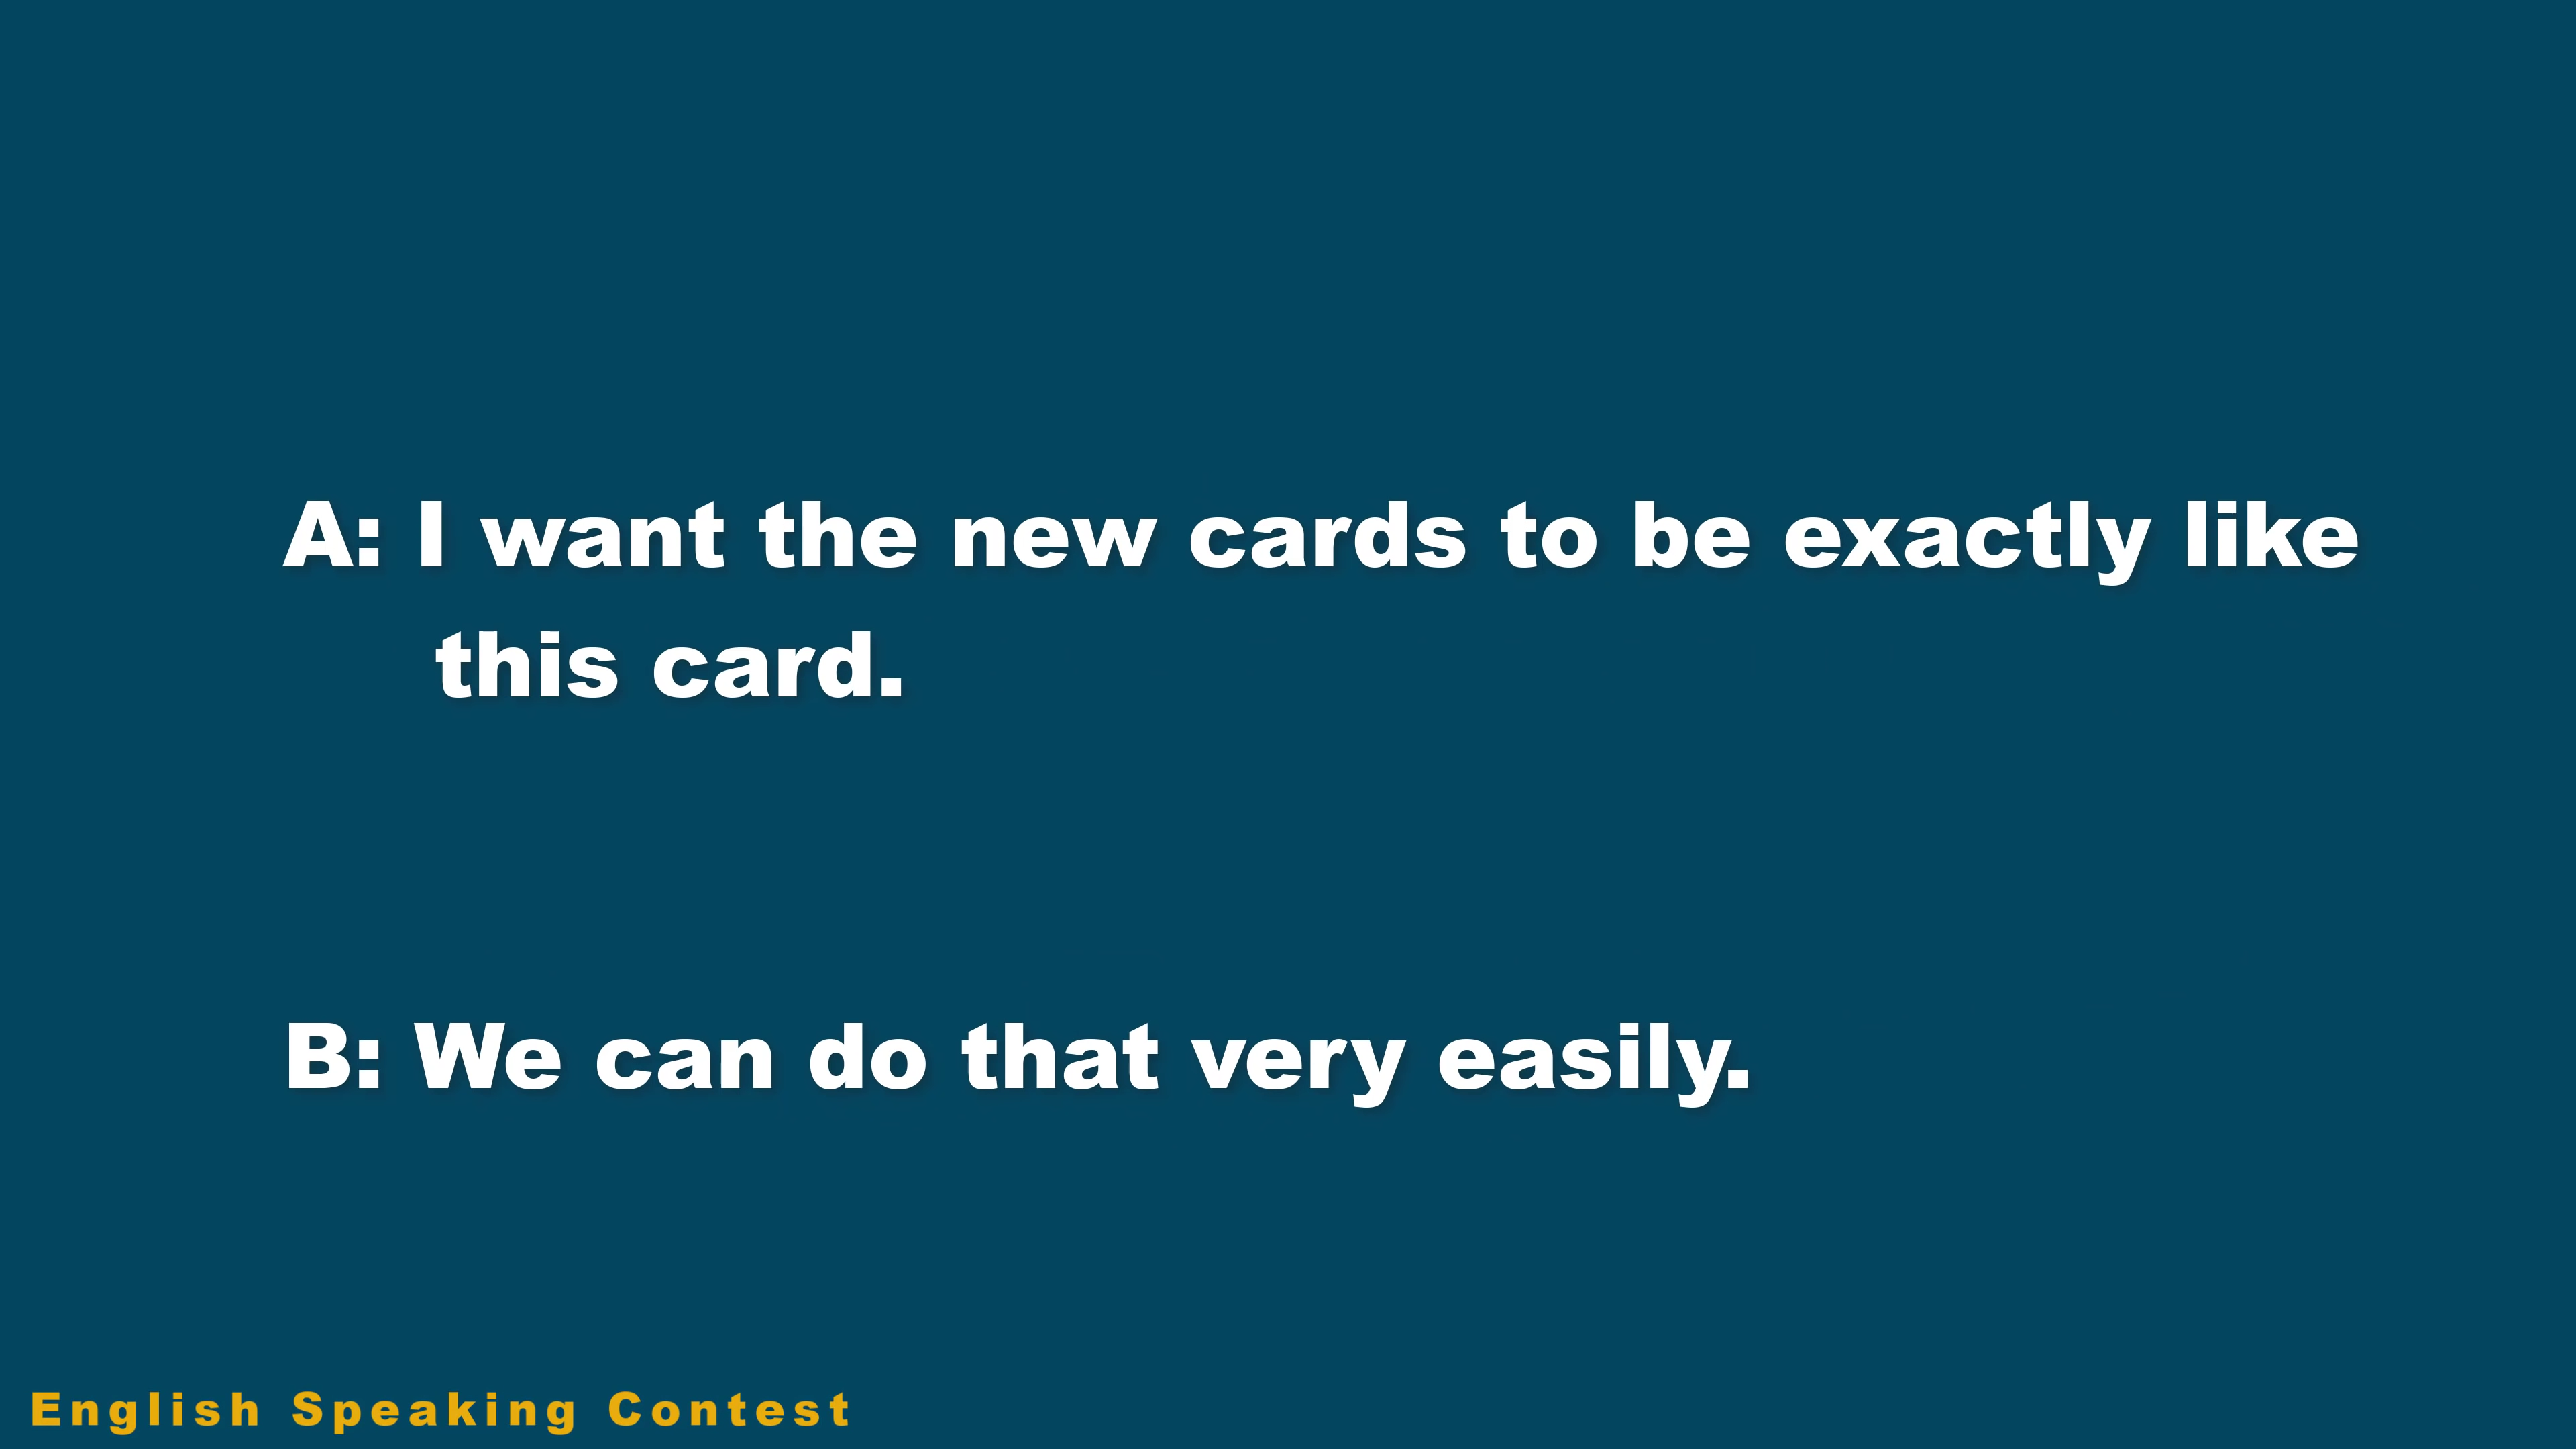 A: I want the new cards to be exactly like
this card.
B: We can do that very easily.
English Speaking Contest